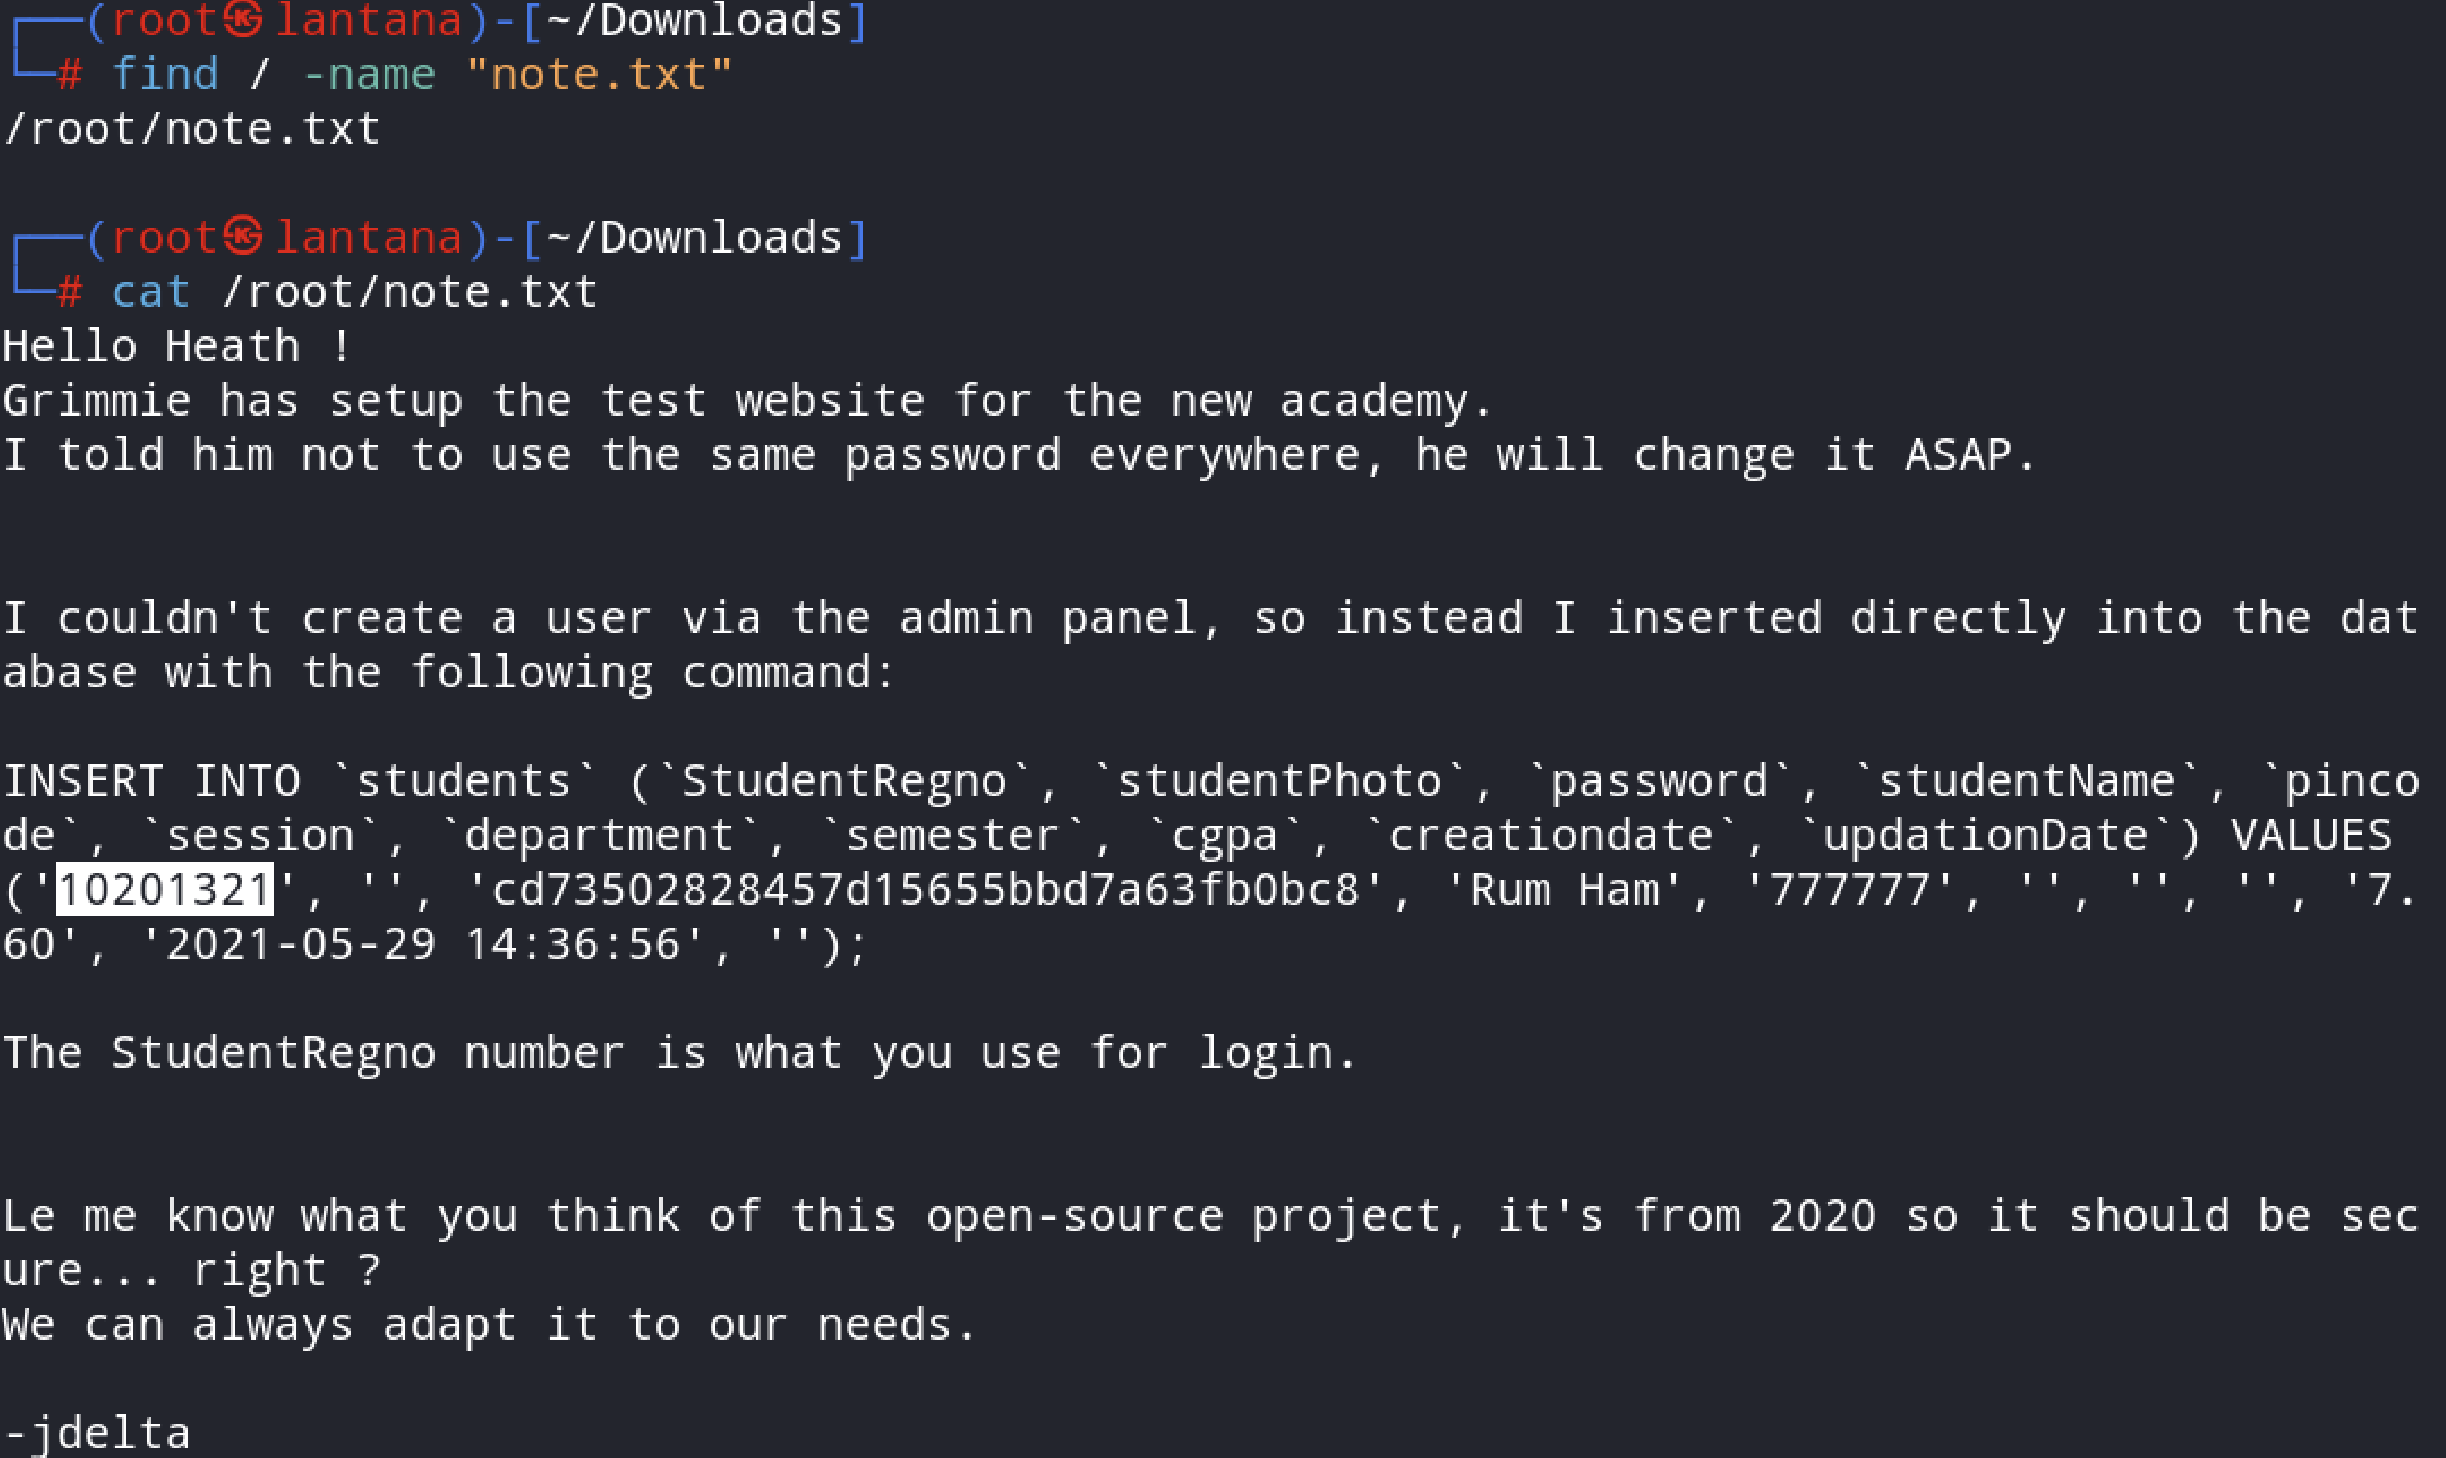 ┌──(root㉿lantana)-[~/Downloads]
└─# find / -name "note.txt"
/root/note.txt
┌──(root㉿lantana)-[~/Downloads]
└─# cat /root/note.txt
Hello Heath !
Grimmie has setup the test website for the new academy.
I told him not to use the same password everywhere, he will change it ASAP.
I couldn't create a user via the admin panel, so instead I inserted directly into the dat
abase with the following command:
INSERT INTO `students` (`StudentRegno`, `studentPhoto`, `password`, `studentName`, `pinco
de`, `session`, `department`, `semester`, `cgpa`, `creationdate`, `updationDate`) VALUES
('10201321', '', 'cd73502828457d15655bbd7a63fb0bc8', 'Rum Ham', '777777', '', '', '', '7.
60', '2021-05-29 14:36:56', '');
The StudentRegno number is what you use for login.
Le me know what you think of this open-source project, it's from 2020 so it should be sec
ure... right ?
We can always adapt it to our needs.
-jdelta